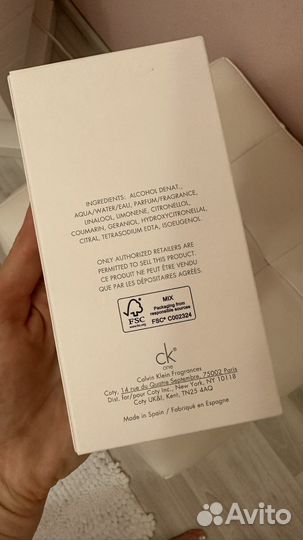 INGREDIENTS: ALCOHOL DENAT.,
AQUA/WATER/EAU, PARFUM/FRAGRANCE,
LINALOOL, LIMONENE, CITRONELLOL,
COUMARIN, GERANIOL, HYDROXYCITRONELLAL,
CITRAL, TETRASODIUM EDTA, ISOEUGENOL.
ONLY AUTHORIZED RETAILERS ARE
PERMITTED TO SELL THIS PRODUCT.
CE PRODUIT NE PEUT ÊTRE VENDU
QUE PAR LES DÉPOSITAIRES AGRÉÉS.
FSC
www.fsc.org
MIX
Packaging from
responsible sources
FSC® C002324
ck
one
Calvin Klein Fragrances
Coty, 14 rue du Quatre Septembre, 75002 Paris
Dist. for/pour Coty Inc., New York, NY 10118
Coty UK&I, Kent, TN25 4AQ
Made in Spain / Fabriqué en Espagne
Avito